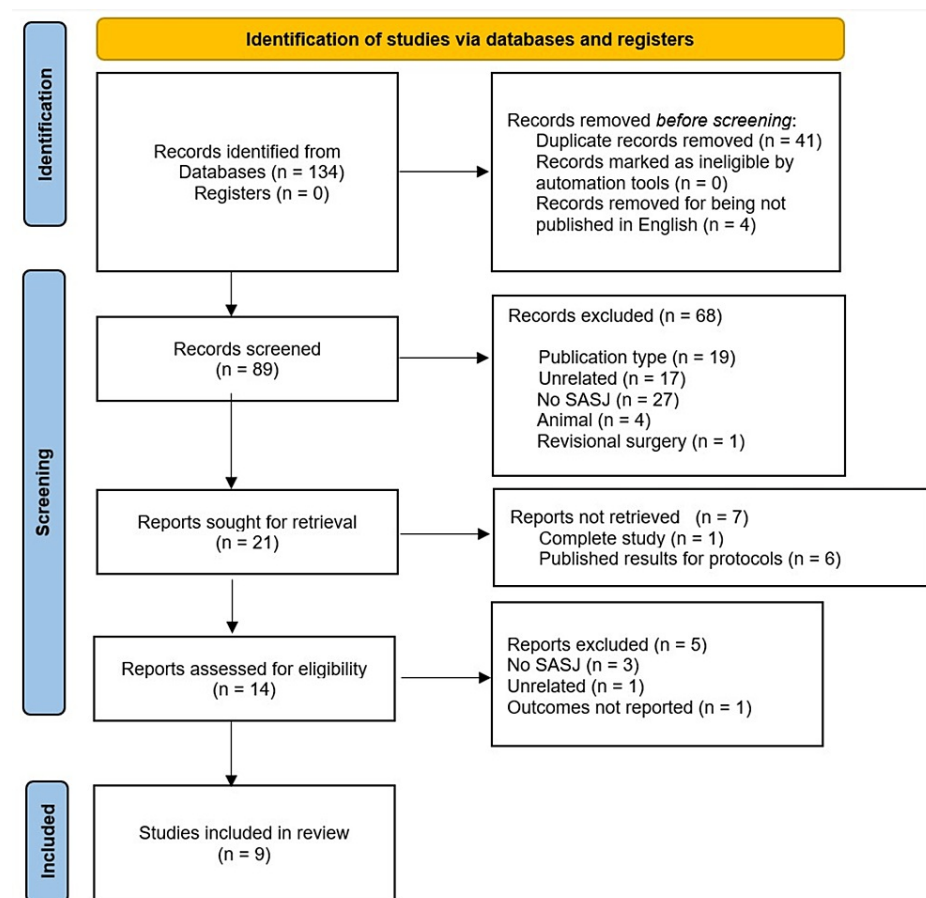 Identification of studies via databases and registers
Identification
Records identified from
Databases (n = 134)
Registers (n = 0)
Records removed before screening:
Duplicate records removed (n = 41)
Records marked as ineligible by
automation tools (n = 0)
Records removed for being not
published in English (n = 4)
Screening
Records screened
(n = 89)
Records excluded (n = 68)
Publication type (n = 19)
Unrelated (n = 17)
No SASJ (n = 27)
Animal (n = 4)
Revisional surgery (n = 1)
Reports sought for retrieval
(n = 21)
Reports not retrieved (n = 7)
Complete study (n = 1)
Published results for protocols (n = 6)
Reports assessed for eligibility
(n = 14)
Reports excluded (n = 5)
No SASJ (n = 3)
Unrelated (n = 1)
Outcomes not reported (n = 1)
Included
Studies included in review
(n = 9)